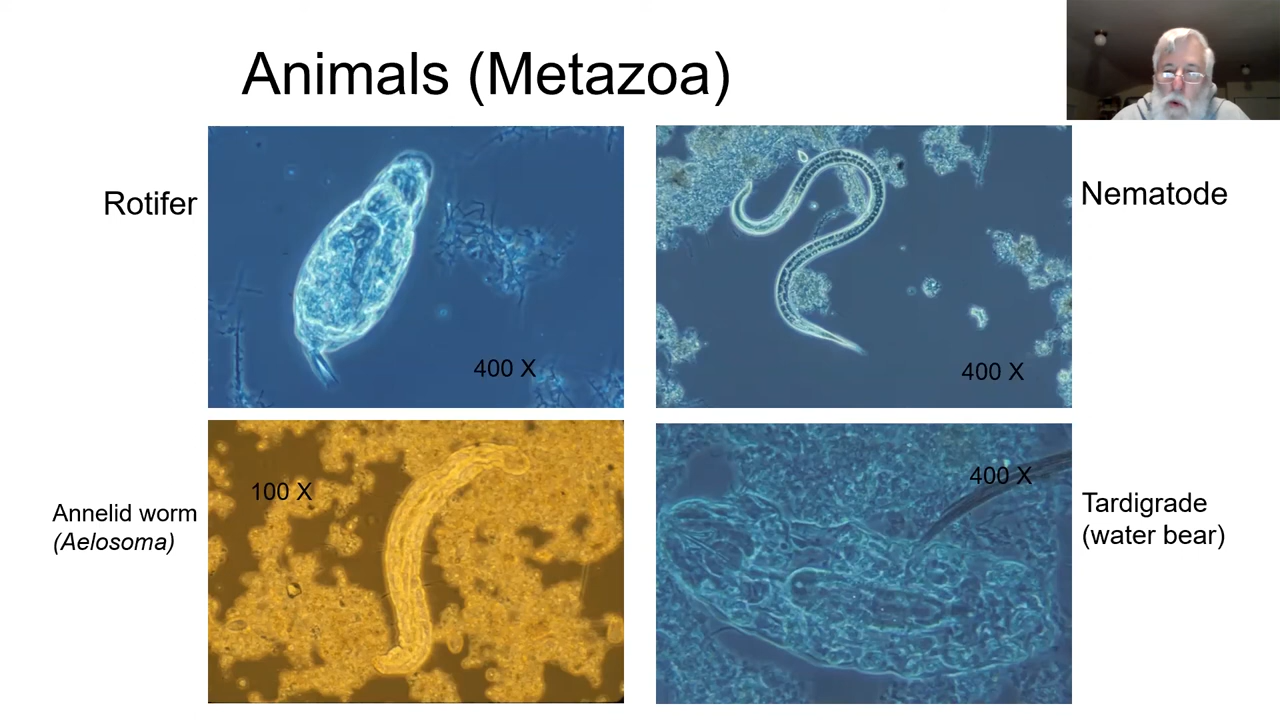 Animals (Metazoa)
Rotifer
400 X
Nematode
400 X
Annelid worm
(Aelosoma)
100 X
400 X
Tardigrade
(water bear)